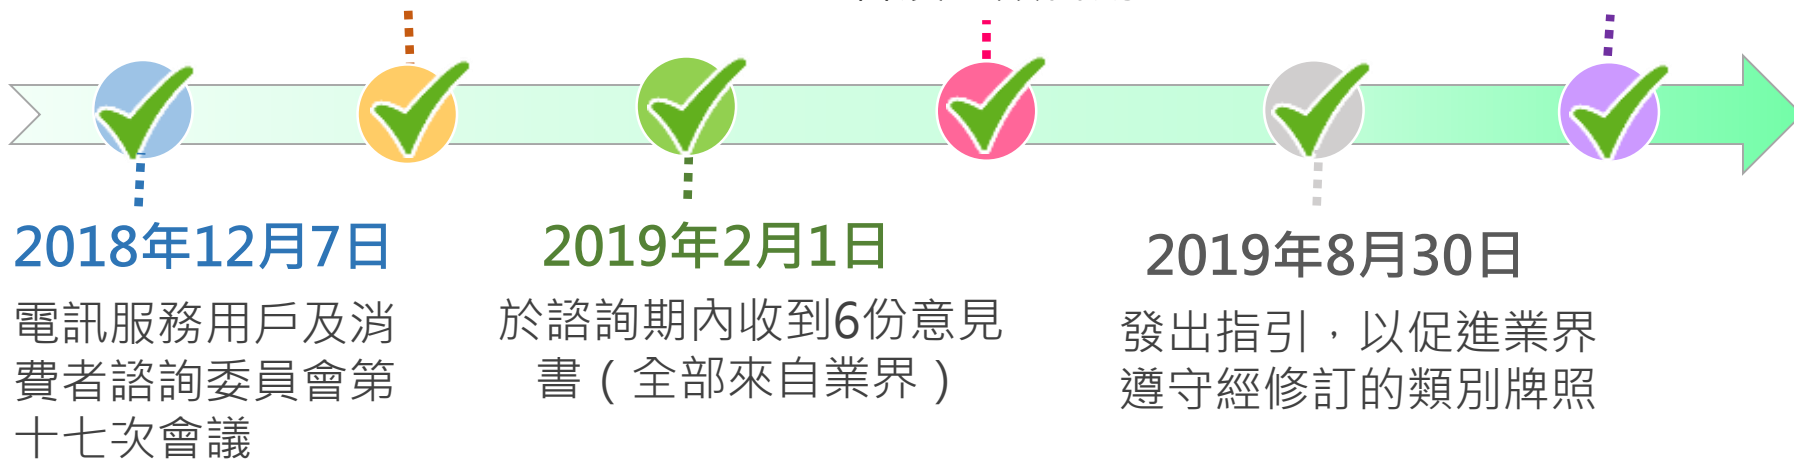 2018年12月7日
電訊服務用戶及消
費者諮詢委員會第
十七次會議
2019年2月1日
於諮詢期內收到6份意見
書（全部來自業界）
2019年8月30日
發出指引，以促進業界
遵守經修訂的類別牌照